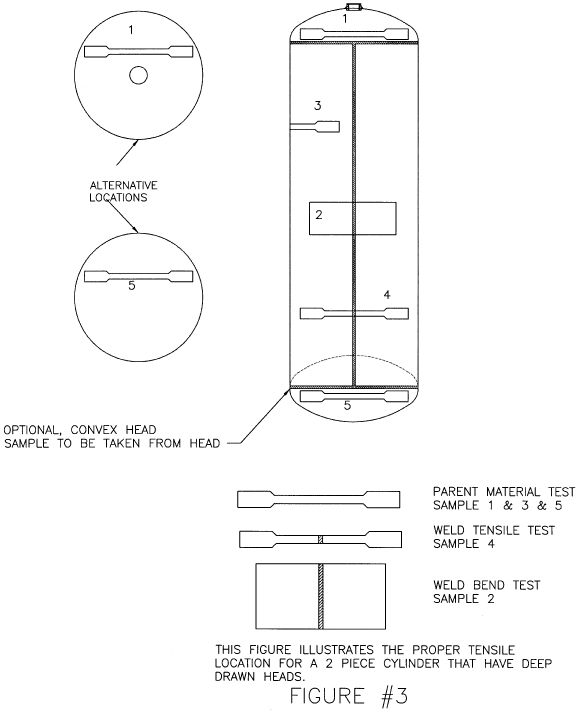 1
1
3
ALTERNATIVE
LOCATIONS
2
5
4
5
OPTIONAL, CONVEX HEAD
SAMPLE TO BE TAKEN FROM HEAD
PARENT MATERIAL TEST
SAMPLE 1 & 3 & 5
WELD TENSILE TEST
SAMPLE 4
WELD BEND TEST
SAMPLE 2
THIS FIGURE ILLUSTRATES THE PROPER TENSILE
LOCATION FOR A 2 PIECE CYLINDER THAT HAVE DEEP
DRAWN HEADS.
FIGURE #3